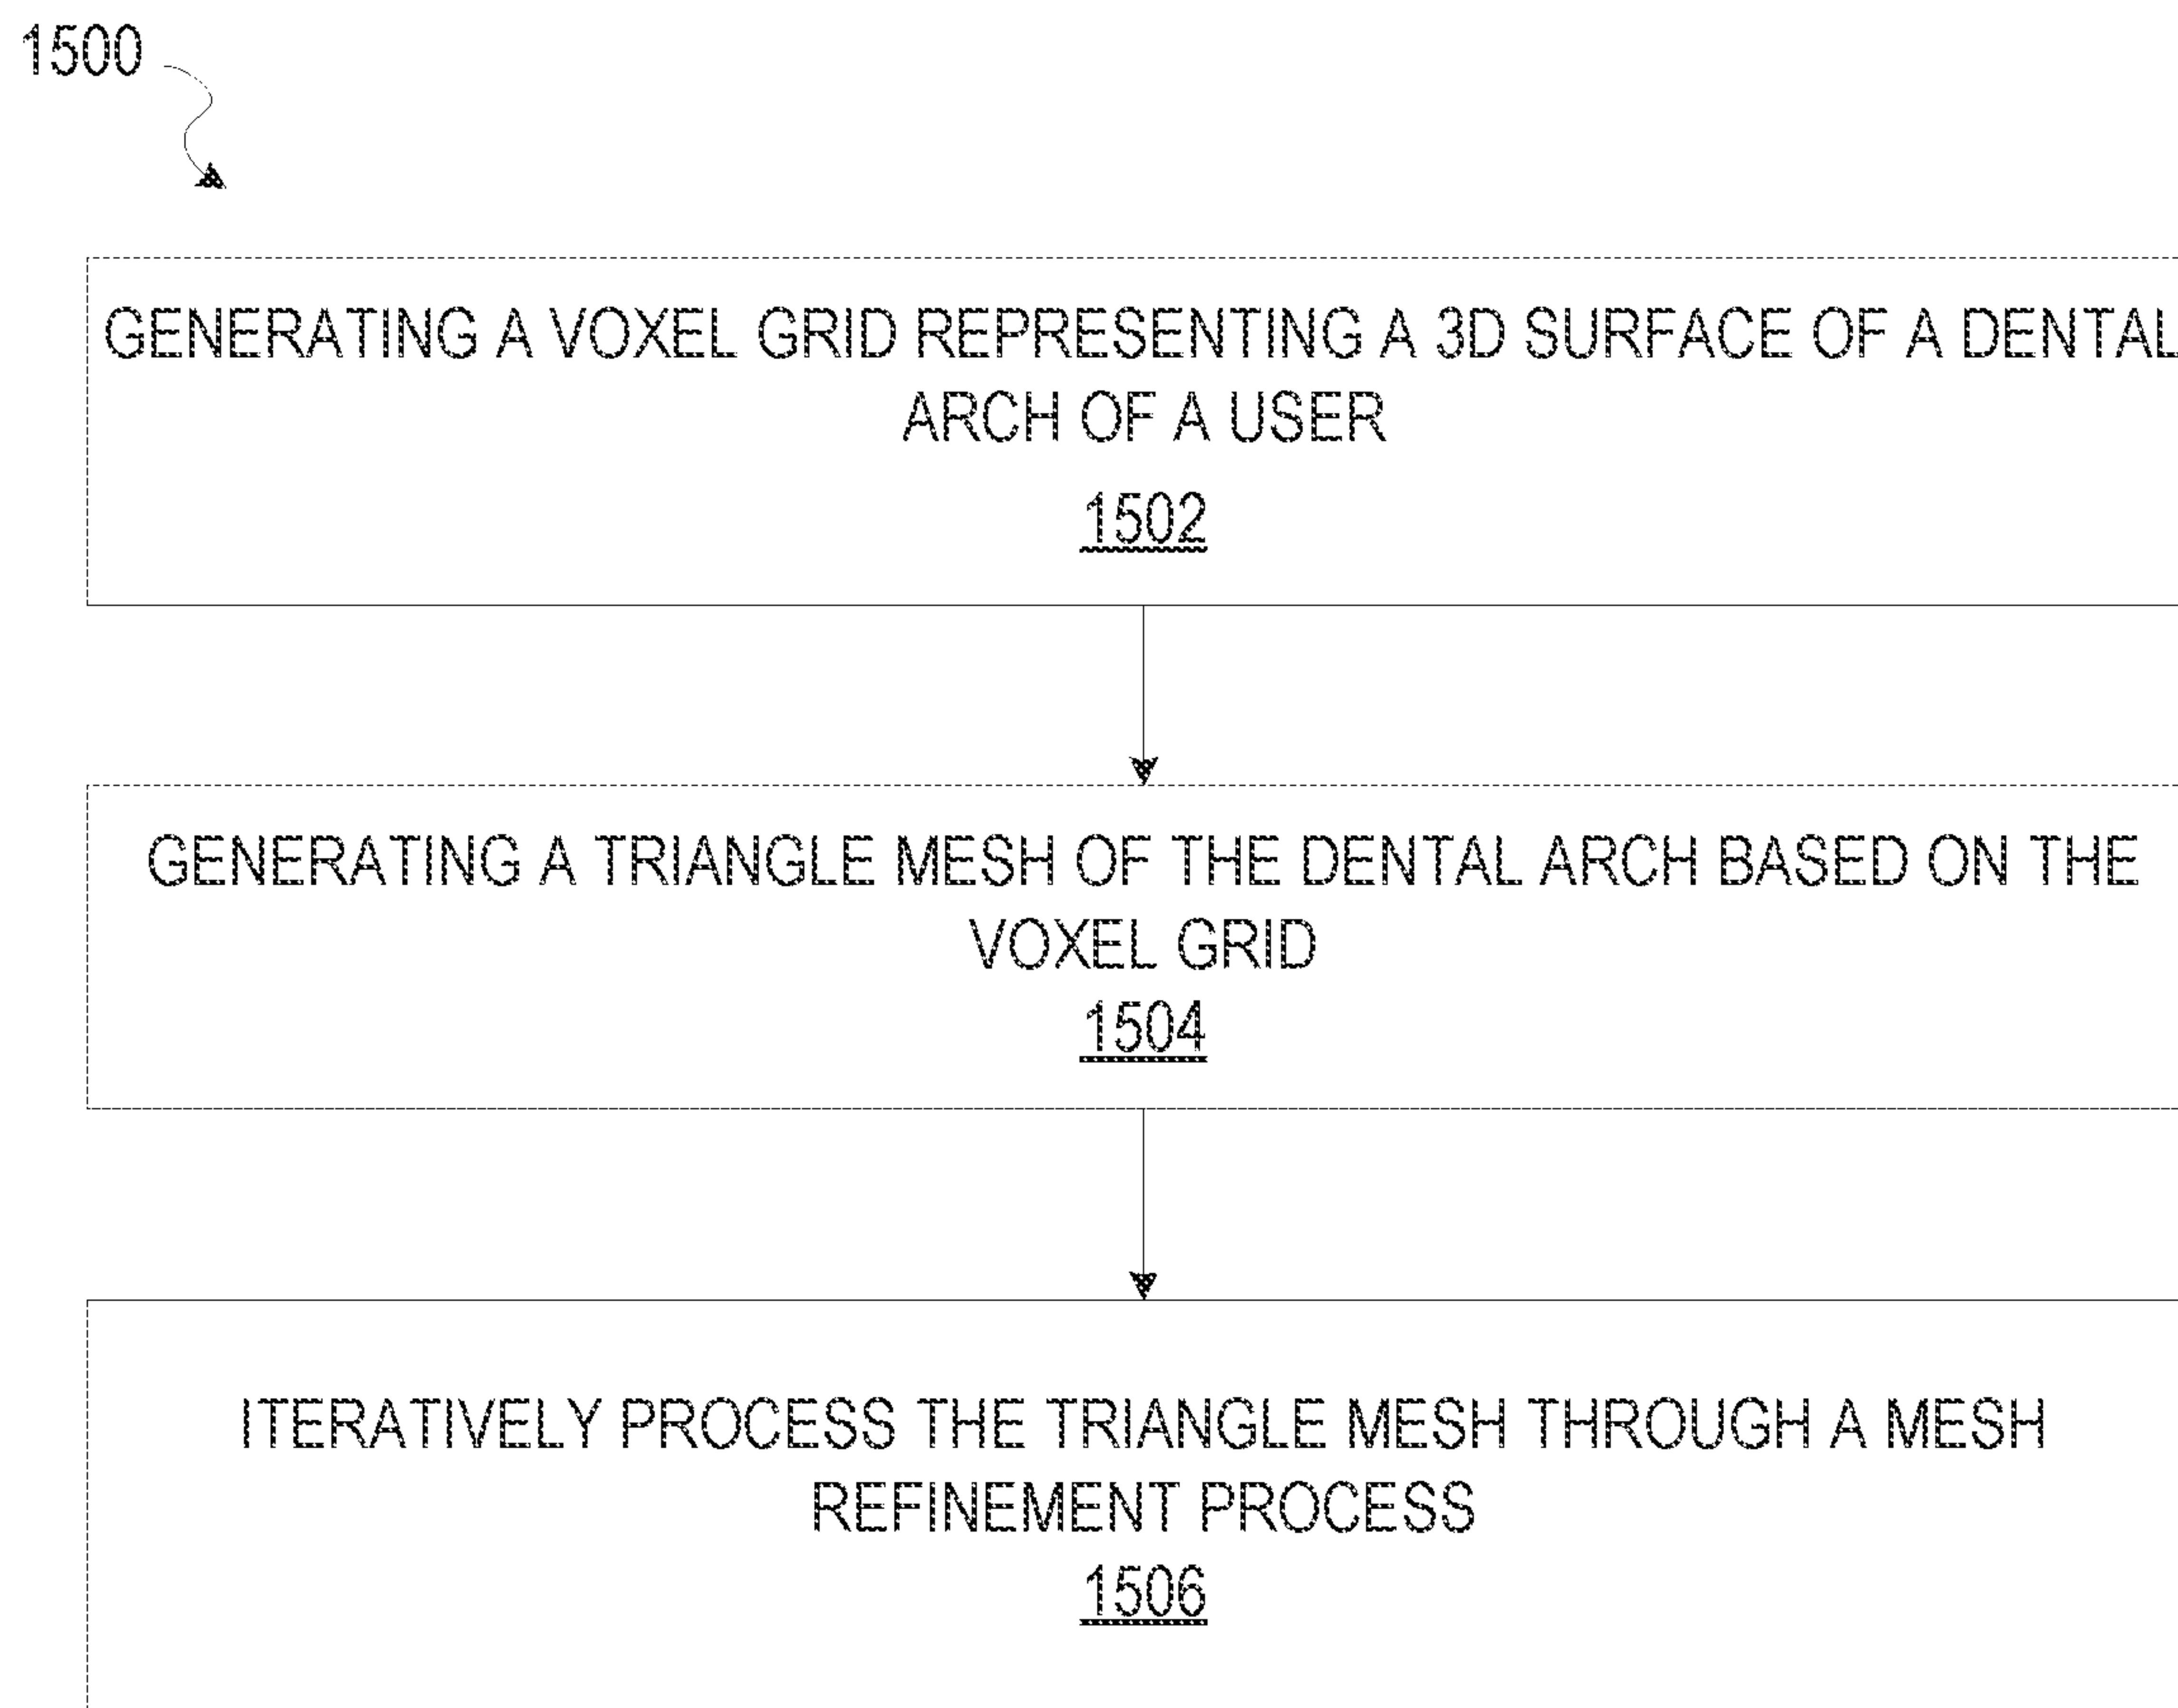 1500
GENERATING A VOXEL GRID REPRESENTING A 3D SURFACE OF A DENTAL
ARCH OF A USER
1502
GENERATING A TRIANGLE MESH OF THE DENTAL ARCH BASED ON THE
VOXEL GRID
1504
ITERATIVELY PROCESS THE TRIANGLE MESH THROUGH A MESH
REFINEMENT PROCESS
1506